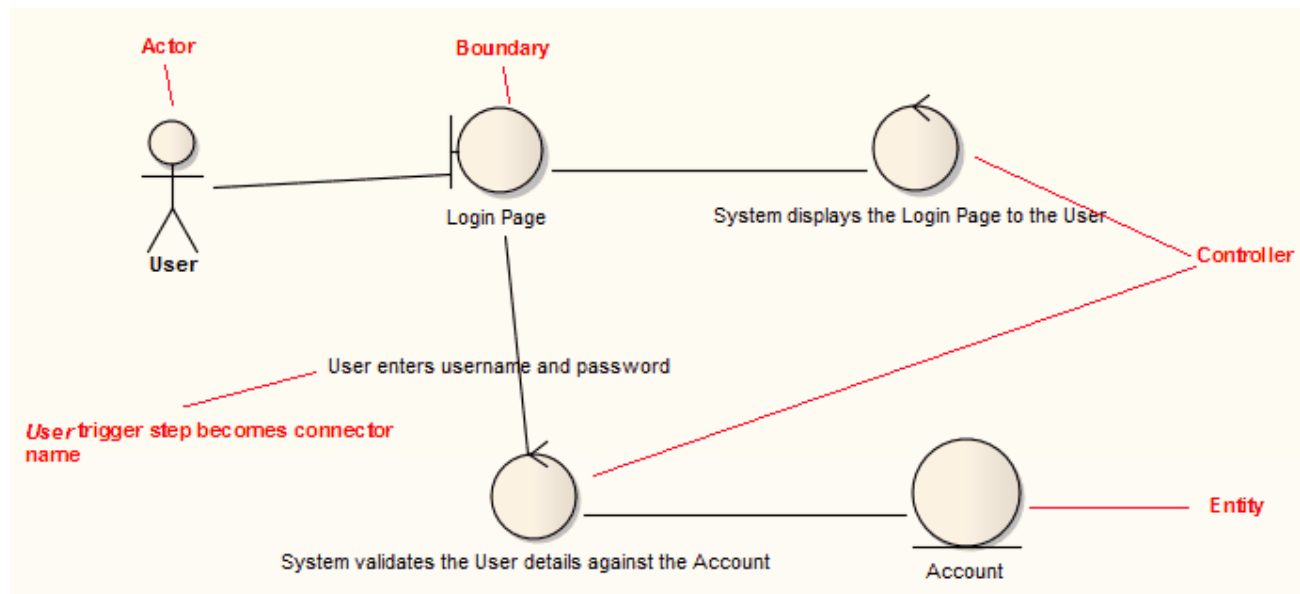 Actor
Boundary
Login Page
System displays the Login Page to the User
User
Controller
User enters username and password
User trigger step becomes connector
name
Entity
System validates the User details against the Account
Account